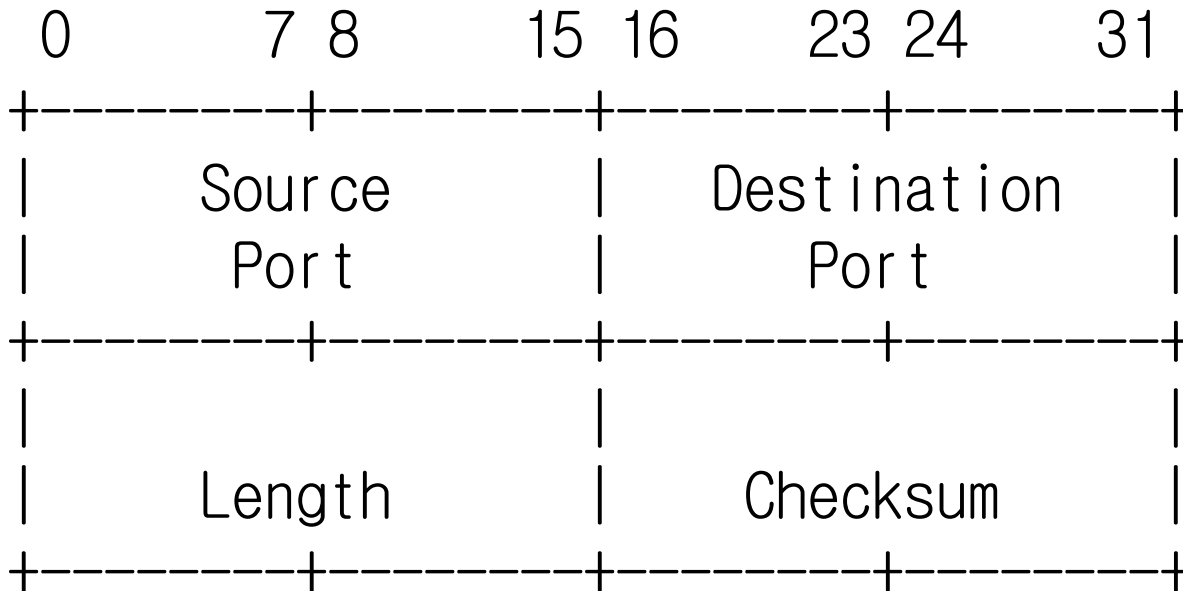 0 7 8 15 16 23 24 31
+--------+--------+--------+--------+
| Source | Destination |
| Port | Port |
+--------+--------+--------+--------+
| | |
| Length | Checksum |
+--------+--------+--------+--------+